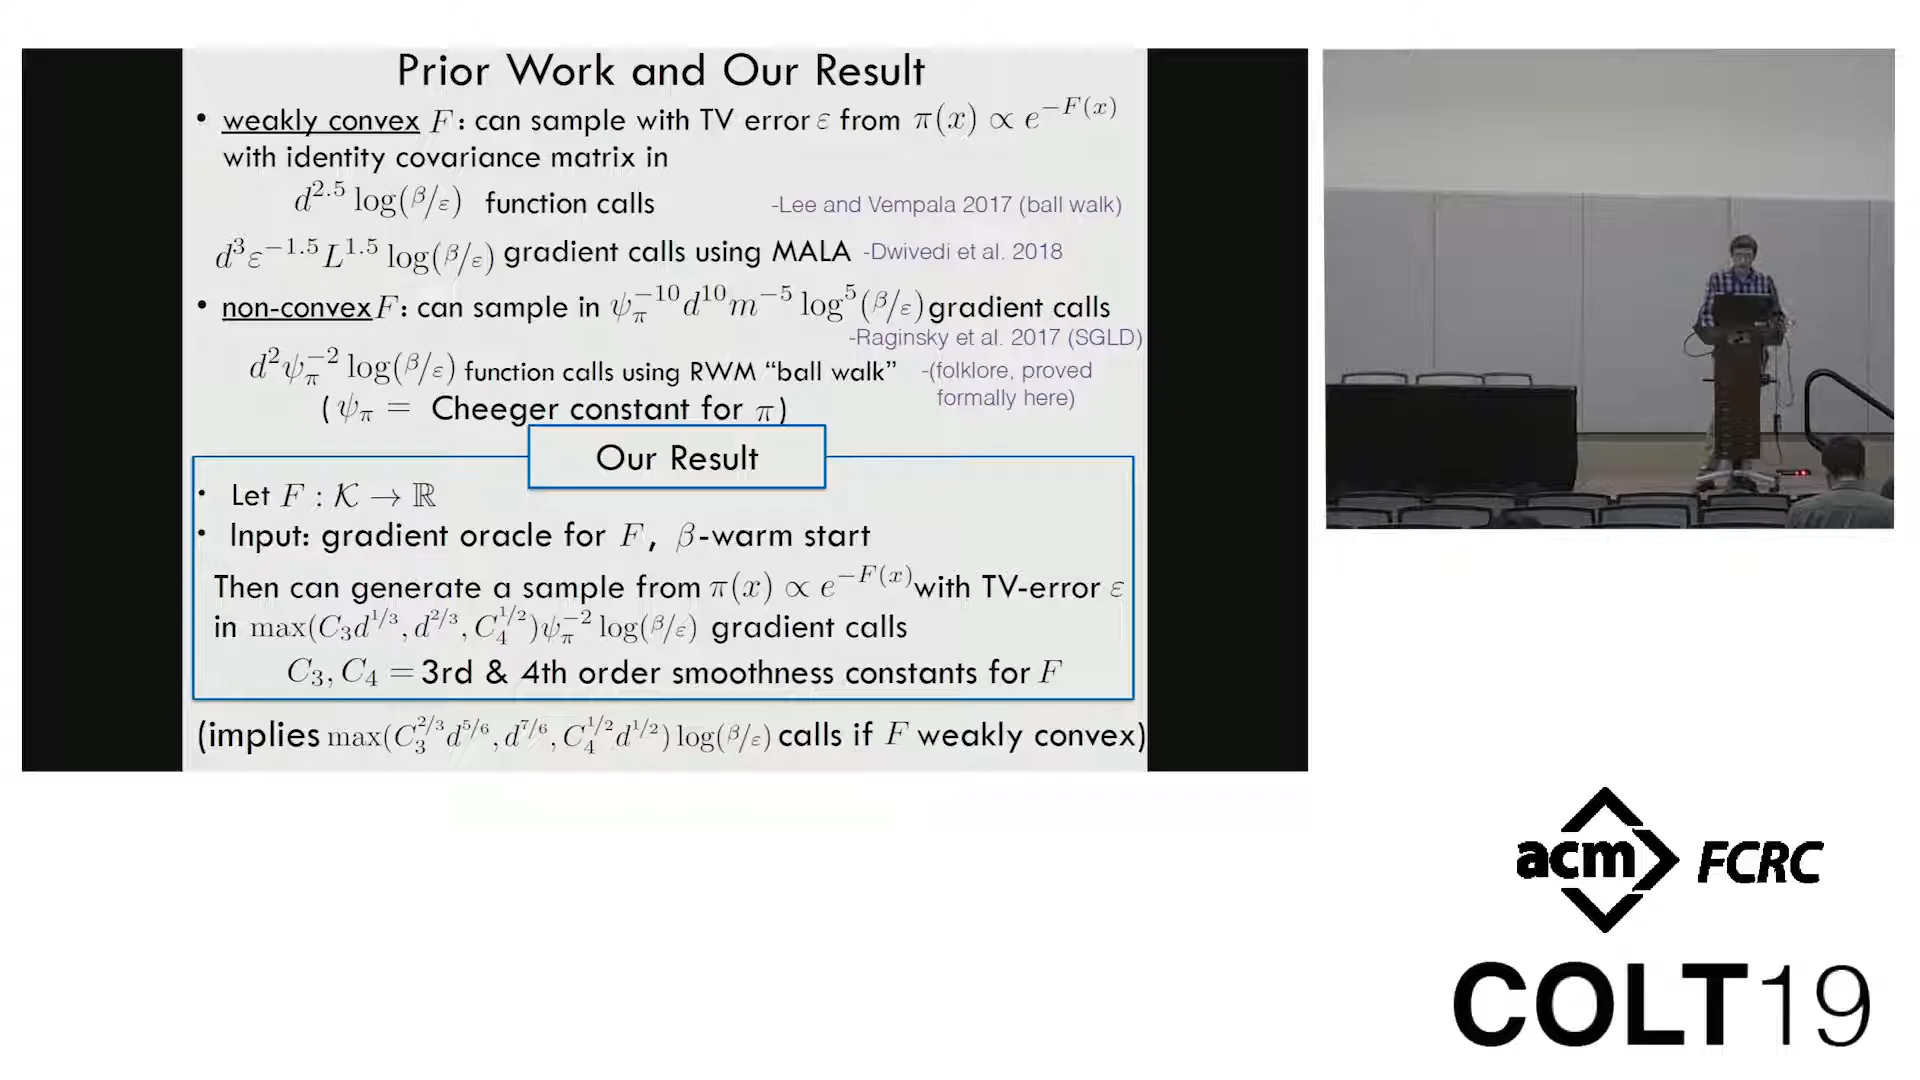 Prior Work and Our Result
• weakly convex F: can sample with TV error ε from π(x) ∝ e^{−F(x)}
with identity covariance matrix in
d^{2.5} log(β/ε) function calls -Lee and Vempala 2017 (ball walk)
d^3 ε^{−1.5} L^{1.5} log(β/ε) gradient calls using MALA -Dwivedi et al. 2018
• non-convex F: can sample in ψ_π^{−10} d^{10} m^{−5} log^5(β/ε) gradient calls
-Raginsky et al. 2017 (SGLD)
d^2 ψ_π^{−2} log(β/ε) function calls using RWM “ball walk” -(folklore, proved
formally here)
( ψ_π = Cheeger constant for π)
Our Result
• Let F : K → ℝ
• Input: gradient oracle for F, β-warm start
Then can generate a sample from π(x) ∝ e^{−F(x)} with TV-error ε
in max(C_3 d^{1/3}, d^{2/3}, C_4^{1/2}) ψ_π^{−2} log(β/ε) gradient calls
C_3, C_4 = 3rd & 4th order smoothness constants for F
(implies max(C_3^{2/3} d^{5/6}, d^{7/6}, C_4^{1/2} d^{1/2}) log(β/ε) calls if F weakly convex)
acm FCRC
COLT19